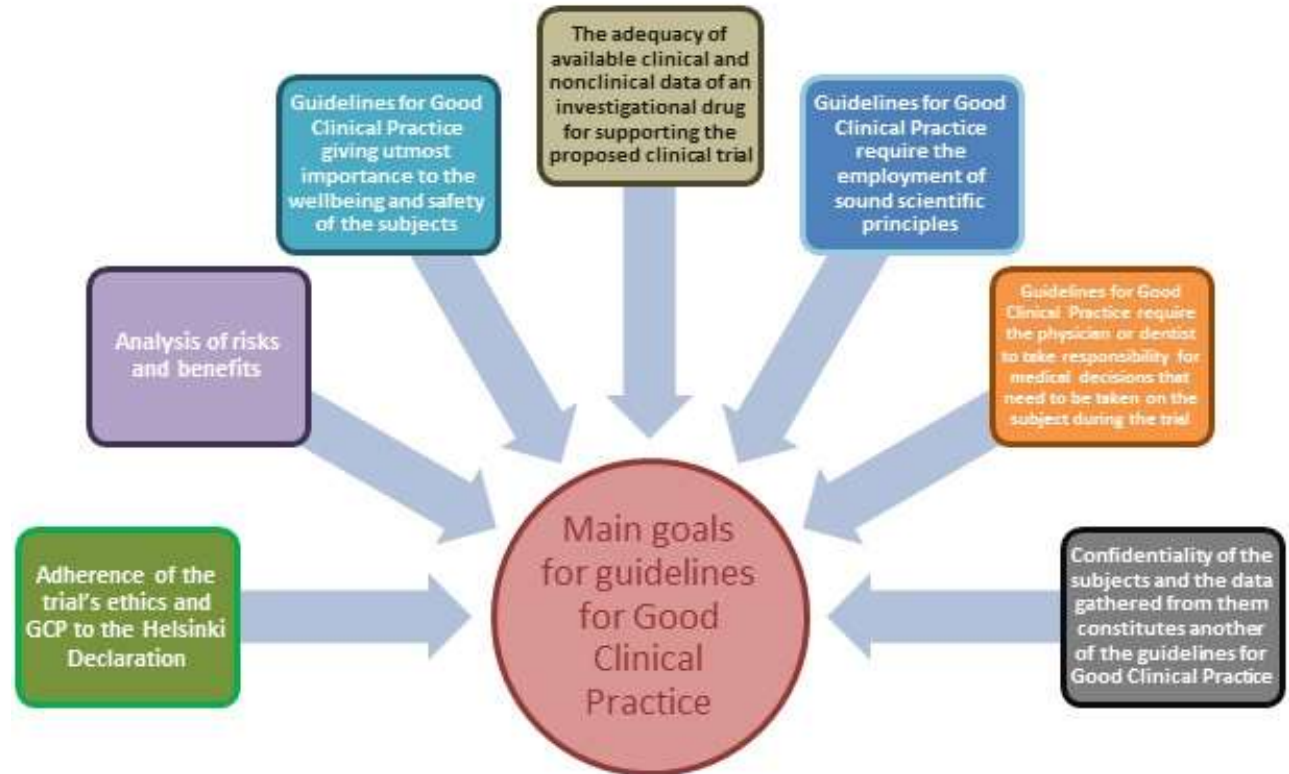 Adherence of the
trial's ethics and
GCP to the Helsinki
Declaration
Analysis of risks
and benefits
Guidelines for Good
Clinical Practice
giving utmost
importance to the
wellbeing and safety
of the subjects
The adequacy of
available clinical and
nonclinical data of an
investigational drug
for supporting the
proposed clinical trial
Guidelines for Good
Clinical Practice
require the
employment of
sound scientific
principles
Guidelines for Good
Clinical Practice require
the physician or dentist
to take responsibility for
medical decisions that
need to be taken on the
subject during the trial
Confidentiality of the
subjects and the data
gathered from them
constitutes another
of the guidelines for
Good Clinical Practice
Main goals
for guidelines
for Good
Clinical
Practice